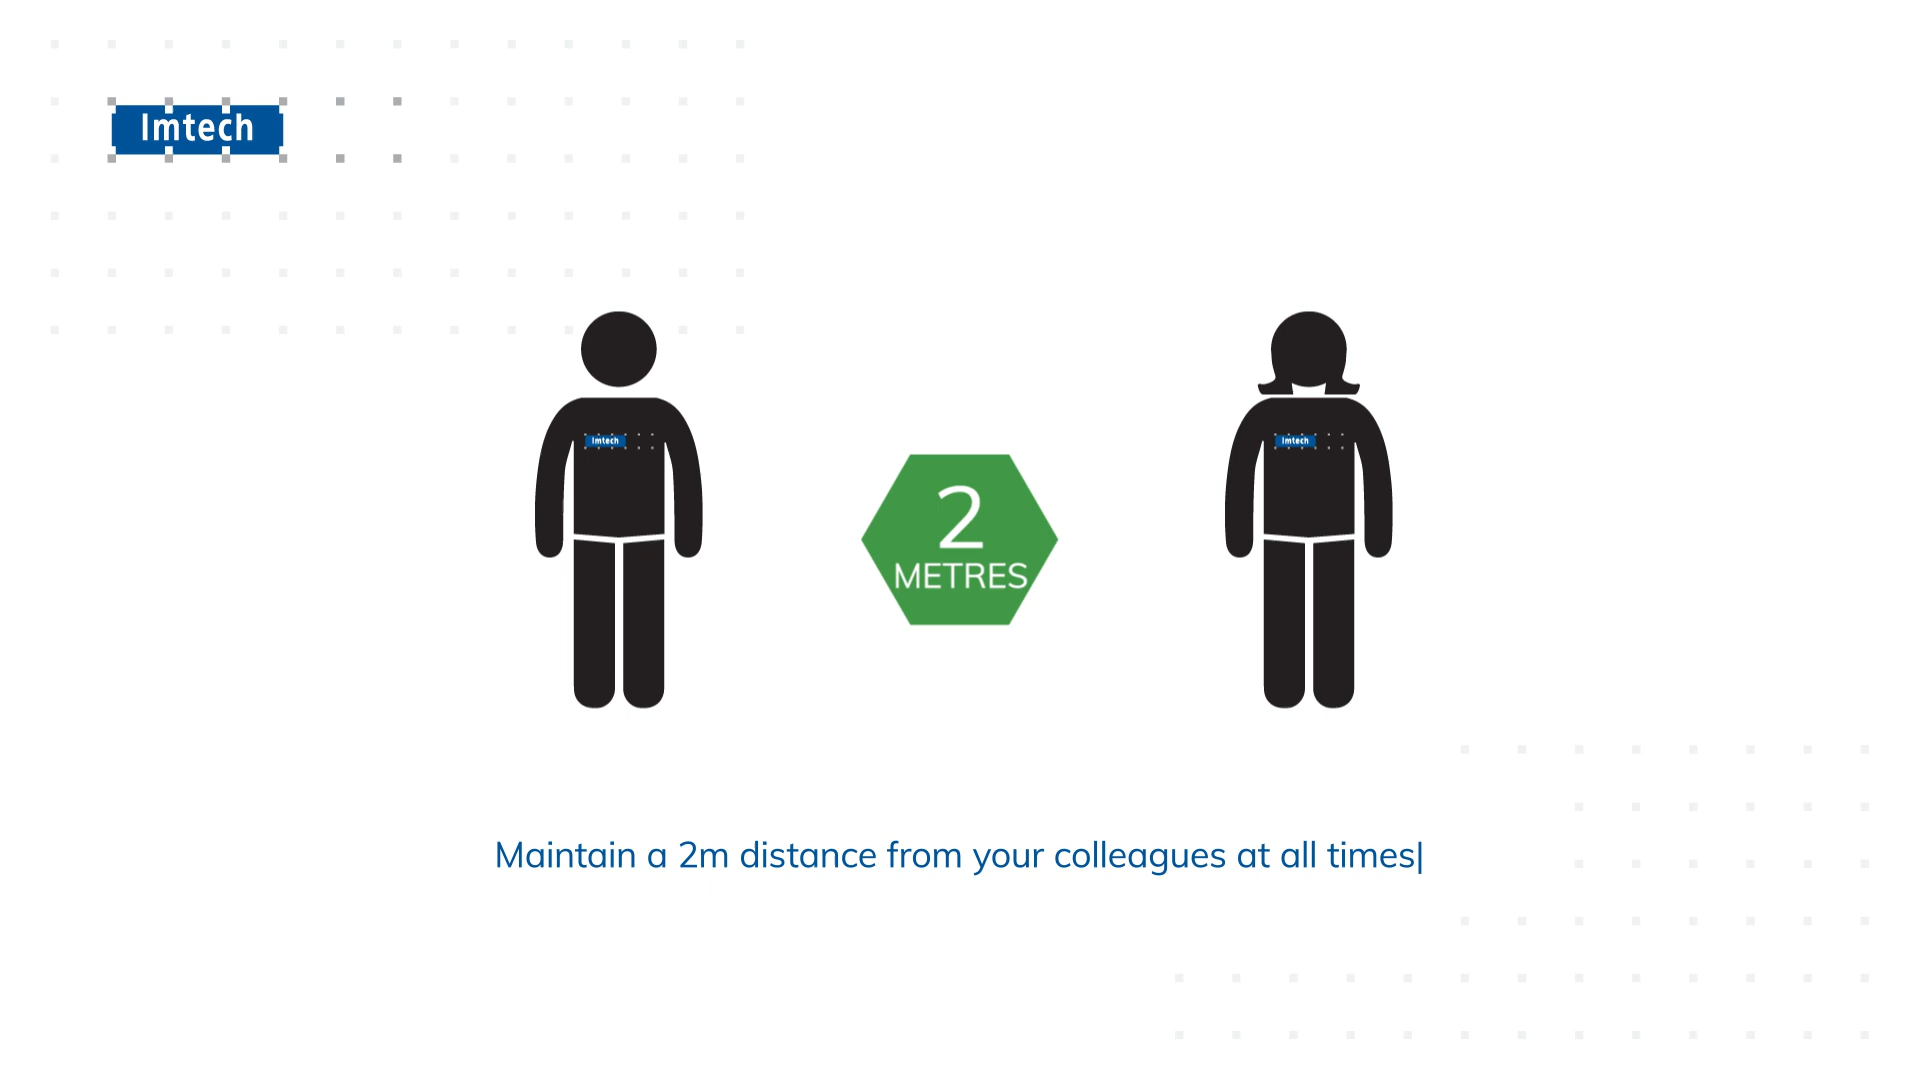 Imtech
Imtech
Imtech
2
METRES
Maintain a 2m distance from your colleagues at all times|